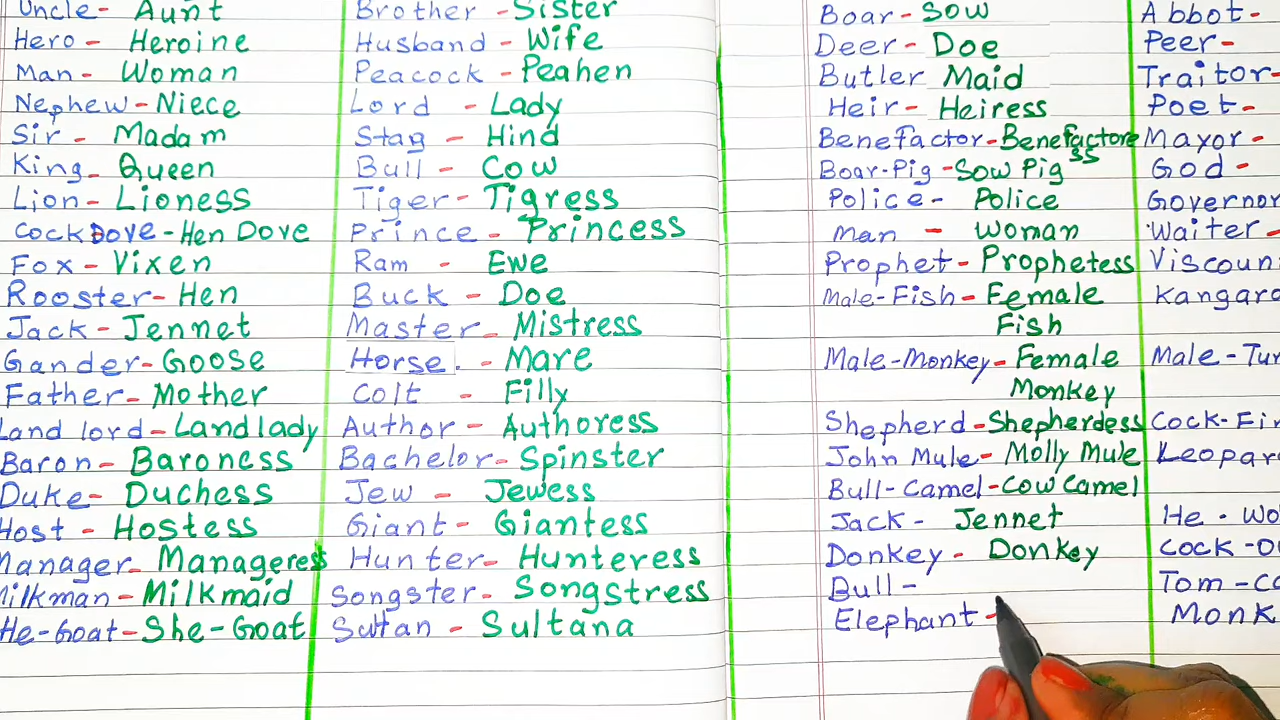 Uncle- Aunt
Hero - Heroine
Man - Woman
Nephew-Niece
Sir - Madam
King- Queen
Lion- Lioness
Cock Dove-Hen Dove
Fox - Vixen
Rooster- Hen
Jack- Jennet
Gander-Goose
Father- Mother
Land lord-Landlady
Baron- Baroness
Duke- Duchess
Host - Hostess
Manager- Manageress
Milkman-Milkmaid
He-Goat-She-Goat
Brother -Sister
Husband -Wife
Peacock - Peahen
Lord - Lady
Stag - Hind
Bull - Cow
Tiger- Tigress
Prince- Princess
Ram - Ewe
Buck - Doe
Master- Mistress
Horse. - Mare
Colt - Filly
Author- Authoress
Bachelor- Spinster
Jew - Jewess
Giant- Giantess
Hunter- Hunteress
Songster- Songstress
Sultan - Sultana
Boar-Sow
Deer- Doe
Butler Maid
Heir- Heiress
Benefactor-Benefactore
ss
Boar-Pig -Sow Pig
Police- Police
man - woman
Prophet- Prophetess
Male-Fish- Female
Fish
Male-Monkey- Female
Monkey
Shepherd -Shepherdess
John Mule- Molly Mule
Bull-Camel-Cow Camel
Jack- Jennet
Donkey- Donkey
Bull-
Elephant-
Abbot-
Peer-
Traitor-
Poet-
Mayor-
God-
Governor
Waiter-
Viscoun
Kangaro
Male-Tur
Cock-Fin
Leopar
He-Wo
Cock-O
Tom-Ca
Monk